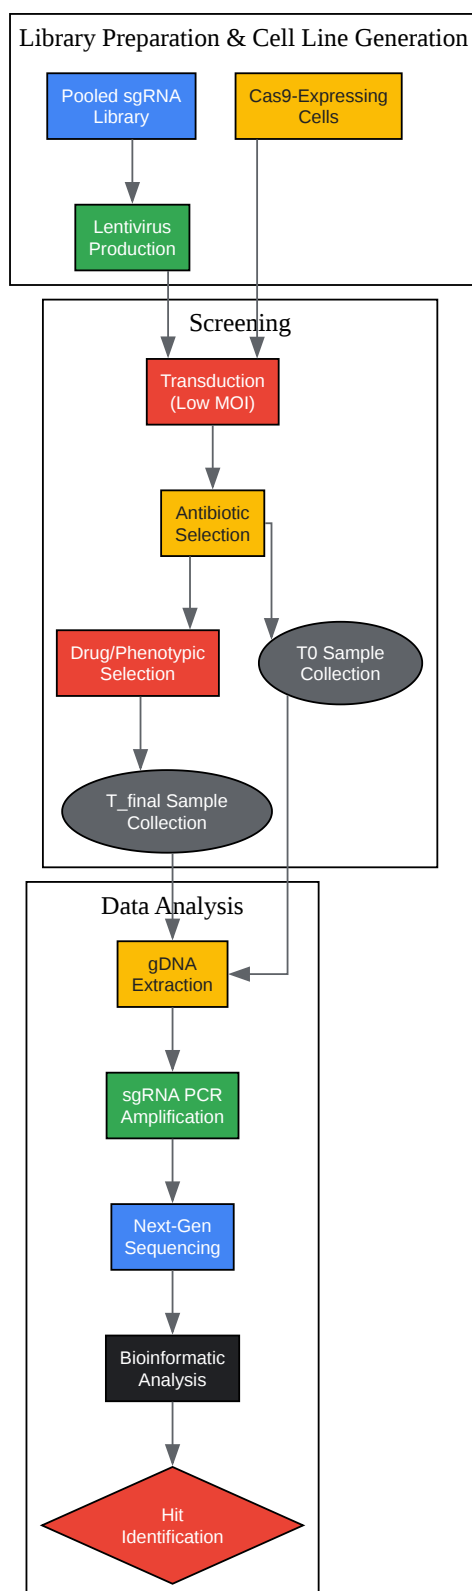 Library Preparation & Cell Line Generation
Pooled sgRNA
Library
Cas9-Expressing
Cells
Lentivirus
Production
Screening
Transduction
(Low MOI)
Antibiotic
Selection
Drug/Phenotypic
Selection
T0 Sample
Collection
T_final Sample
Collection
Data Analysis
gDNA
Extraction
sgRNA PCR
Amplification
Next-Gen
Sequencing
Bioinformatic
Analysis
Hit
Identification